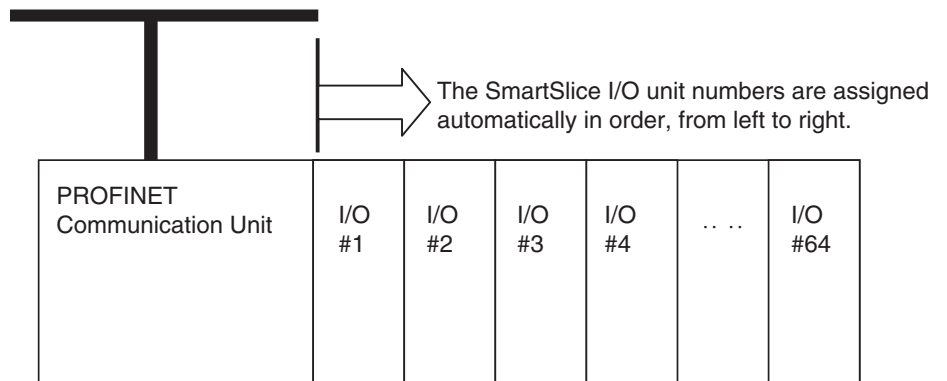 The SmartSlice I/O unit numbers are assigned
automatically in order, from left to right.
PROFINET
Communication Unit
I/O
#1
I/O
#2
I/O
#3
I/O
#4
.. ..
I/O
#64